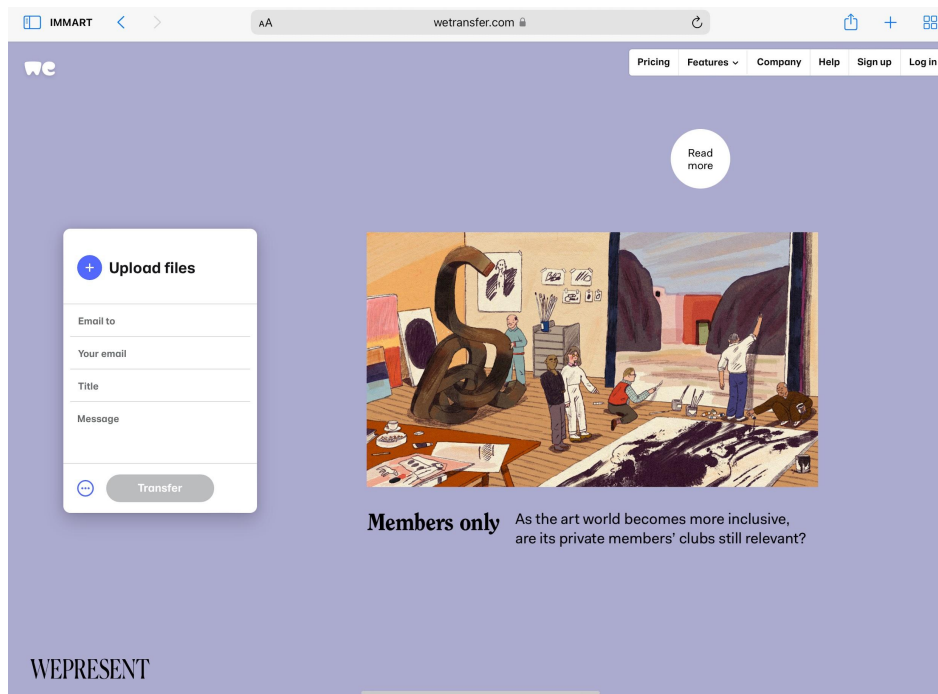 IMMART
AA
wetransfer.com
we
Pricing
Features
Company
Help
Sign up
Log in
Read
more
+ Upload files
Email to
Your email
Title
Message
Transfer
Members only
As the art world becomes more inclusive,
are its private members’ clubs still relevant?
WEPRESENT